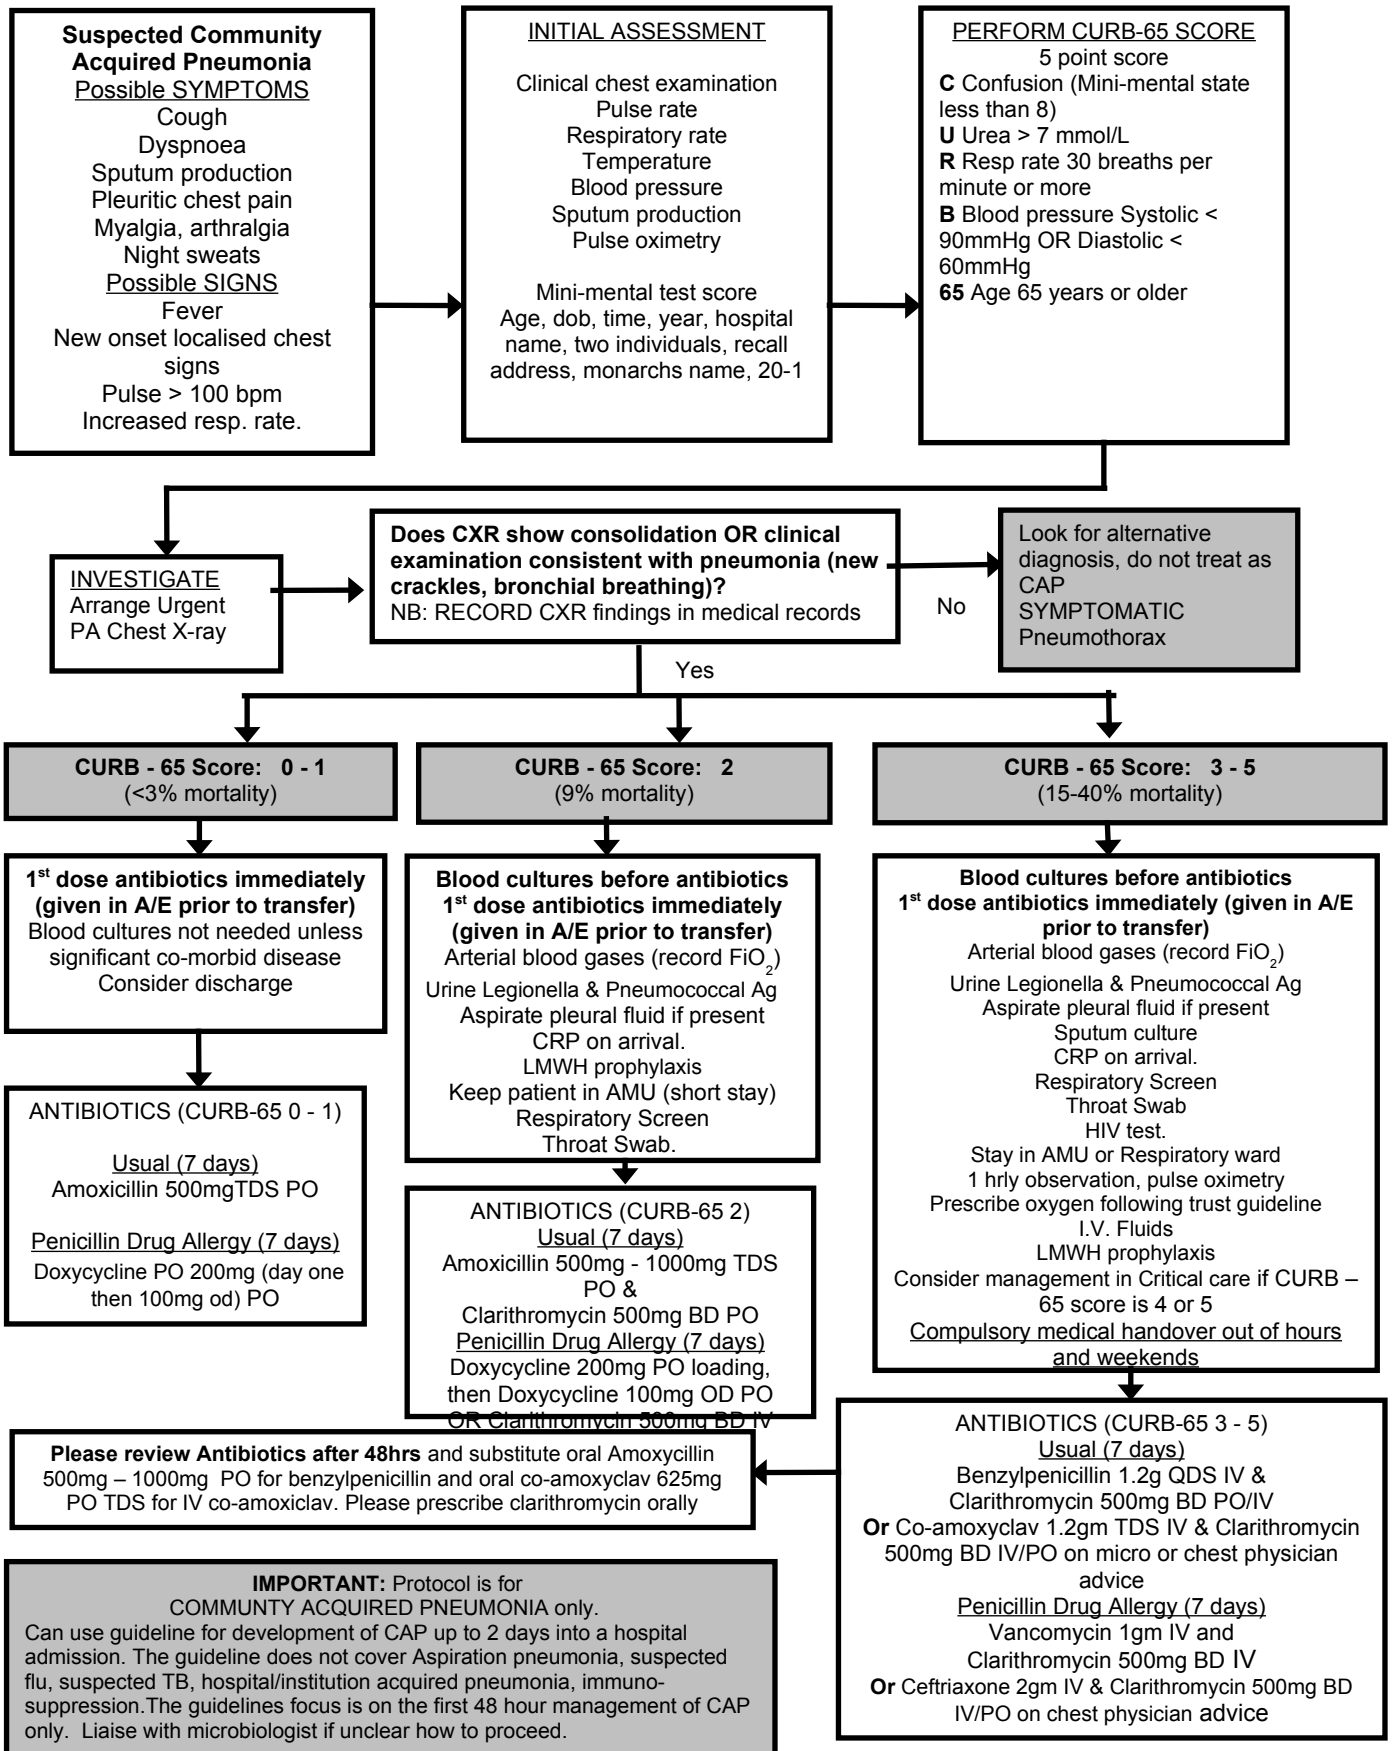 Suspected Community
Acquired Pneumonia
Possible SYMPTOMS
Cough
Dyspnoea
Sputum production
Pleuritic chest pain
Myalgia, arthralgia
Night sweats
Possible SIGNS
Fever
New onset localised chest
signs
Pulse > 100 bpm
Increased resp. rate.
INITIAL ASSESSMENT
Clinical chest examination
Pulse rate
Respiratory rate
Temperature
Blood pressure
Sputum production
Pulse oximetry
Mini-mental test score
Age, dob, time, year, hospital
name, two individuals, recall
address, monarchs name, 20-1
PERFORM CURB-65 SCORE
5 point score
C Confusion (Mini-mental state
less than 8)
U Urea > 7 mmol/L
R Resp rate 30 breaths per
minute or more
B Blood pressure Systolic <
90mmHg OR Diastolic <
60mmHg
65 Age 65 years or older
INVESTIGATE
Arrange Urgent
PA Chest X-ray
Does CXR show consolidation OR clinical
examination consistent with pneumonia (new
crackles, bronchial breathing)?
NB: RECORD CXR findings in medical records
No
Look for alternative
diagnosis, do not treat as
CAP
SYMPTOMATIC
Pneumothorax
Yes
CURB - 65 Score: 0 - 1
(<3% mortality)
CURB - 65 Score: 2
(9% mortality)
CURB - 65 Score: 3 - 5
(15-40% mortality)
1st dose antibiotics immediately
(given in A/E prior to transfer)
Blood cultures not needed unless
significant co-morbid disease
Consider discharge
Blood cultures before antibiotics
1st dose antibiotics immediately
(given in A/E prior to transfer)
Arterial blood gases (record FiO2)
Urine Legionella & Pneumococcal Ag
Aspirate pleural fluid if present
CRP on arrival.
LMWH prophylaxis
Keep patient in AMU (short stay)
Respiratory Screen
Throat Swab.
Blood cultures before antibiotics
1st dose antibiotics immediately (given in A/E
prior to transfer)
Arterial blood gases (record FiO2)
Urine Legionella & Pneumococcal Ag
Aspirate pleural fluid if present
Sputum culture
CRP on arrival.
Respiratory Screen
Throat Swab
HIV test.
Stay in AMU or Respiratory ward
1 hrly observation, pulse oximetry
Prescribe oxygen following trust guideline
I.V. Fluids
LMWH prophylaxis
Consider management in Critical care if CURB –
65 score is 4 or 5
Compulsory medical handover out of hours
and weekends
ANTIBIOTICS (CURB-65 0 - 1)
Usual (7 days)
Amoxicillin 500mgTDS PO
Penicillin Drug Allergy (7 days)
Doxycycline PO 200mg (day one
then 100mg od) PO
ANTIBIOTICS (CURB-65 2)
Usual (7 days)
Amoxicillin 500mg - 1000mg TDS
PO &
Clarithromycin 500mg BD PO
Penicillin Drug Allergy (7 days)
Doxycycline 200mg PO loading,
then Doxycycline 100mg OD PO
OR Clarithromycin 500mg BD IV
ANTIBIOTICS (CURB-65 3 - 5)
Usual (7 days)
Benzylpenicillin 1.2g QDS IV &
Clarithromycin 500mg BD PO/IV
Or Co-amoxyclav 1.2gm TDS IV & Clarithromycin
500mg BD IV/PO on micro or chest physician
advice
Penicillin Drug Allergy (7 days)
Vancomycin 1gm IV and
Clarithromycin 500mg BD IV
Or Ceftriaxone 2gm IV & Clarithromycin 500mg BD
IV/PO on chest physician advice
Please review Antibiotics after 48hrs and substitute oral Amoxycillin
500mg – 1000mg PO for benzylpenicillin and oral co-amoxyclav 625mg
PO TDS for IV co-amoxiclav. Please prescribe clarithromycin orally
IMPORTANT: Protocol is for
COMMUNTY ACQUIRED PNEUMONIA only.
Can use guideline for development of CAP up to 2 days into a hospital
admission. The guideline does not cover Aspiration pneumonia, suspected
flu, suspected TB, hospital/institution acquired pneumonia, immuno-
suppression.The guidelines focus is on the first 48 hour management of CAP
only. Liaise with microbiologist if unclear how to proceed.